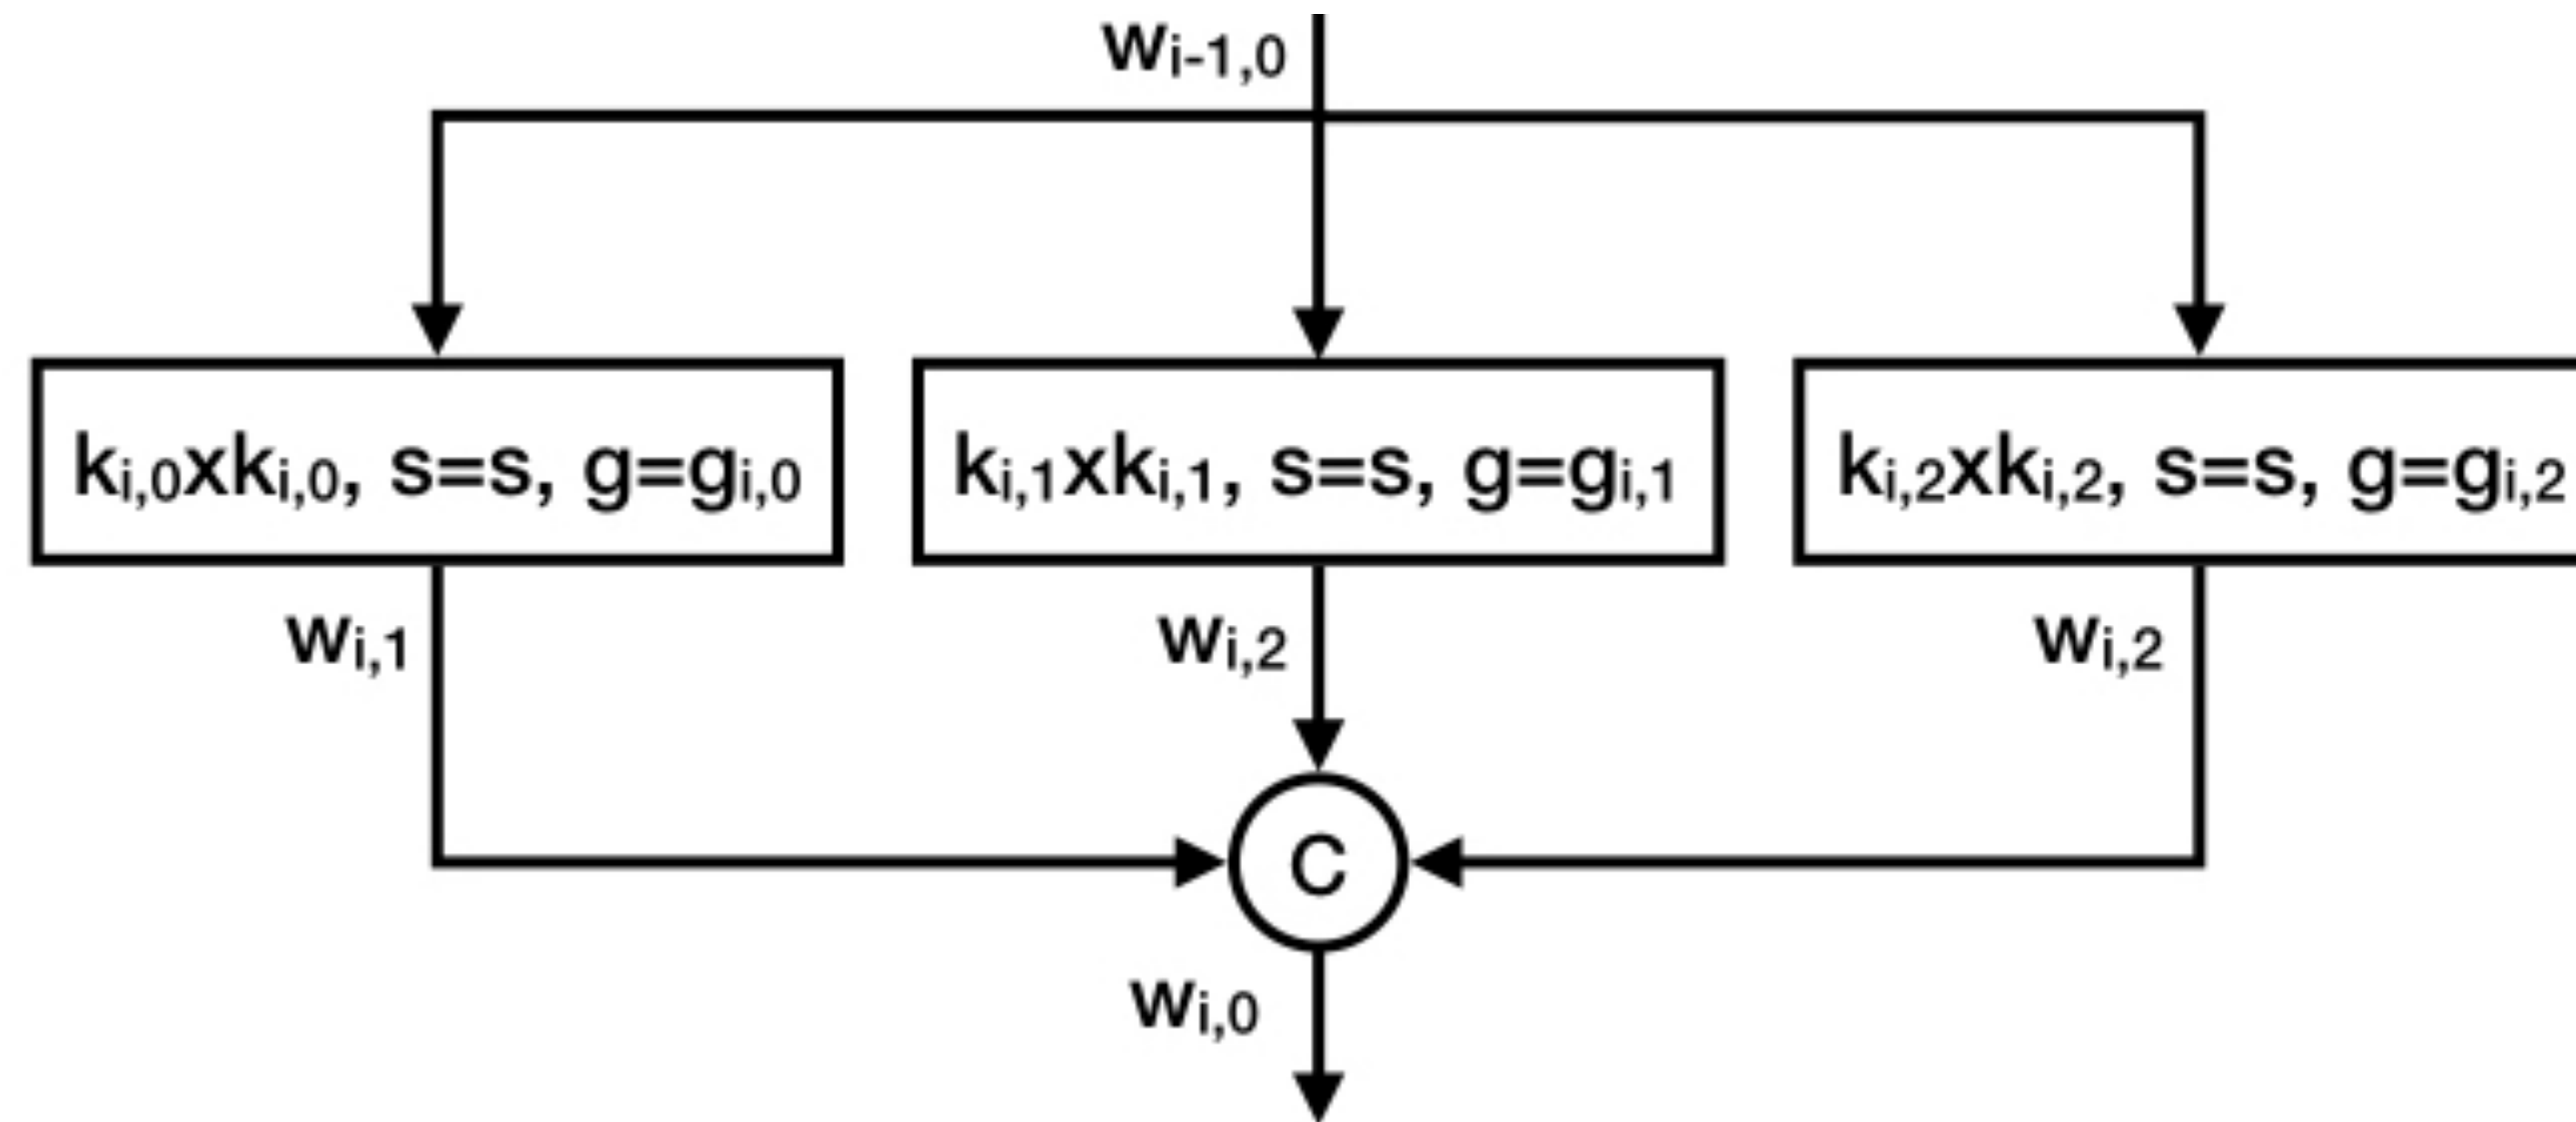 wi-1,0
ki,0xki,0, s=s, g=gi,0
ki,1xki,1, s=s, g=gi,1
ki,2xki,2, s=s, g=gi,2
wi,1
wi,2
wi,2
C
wi,0